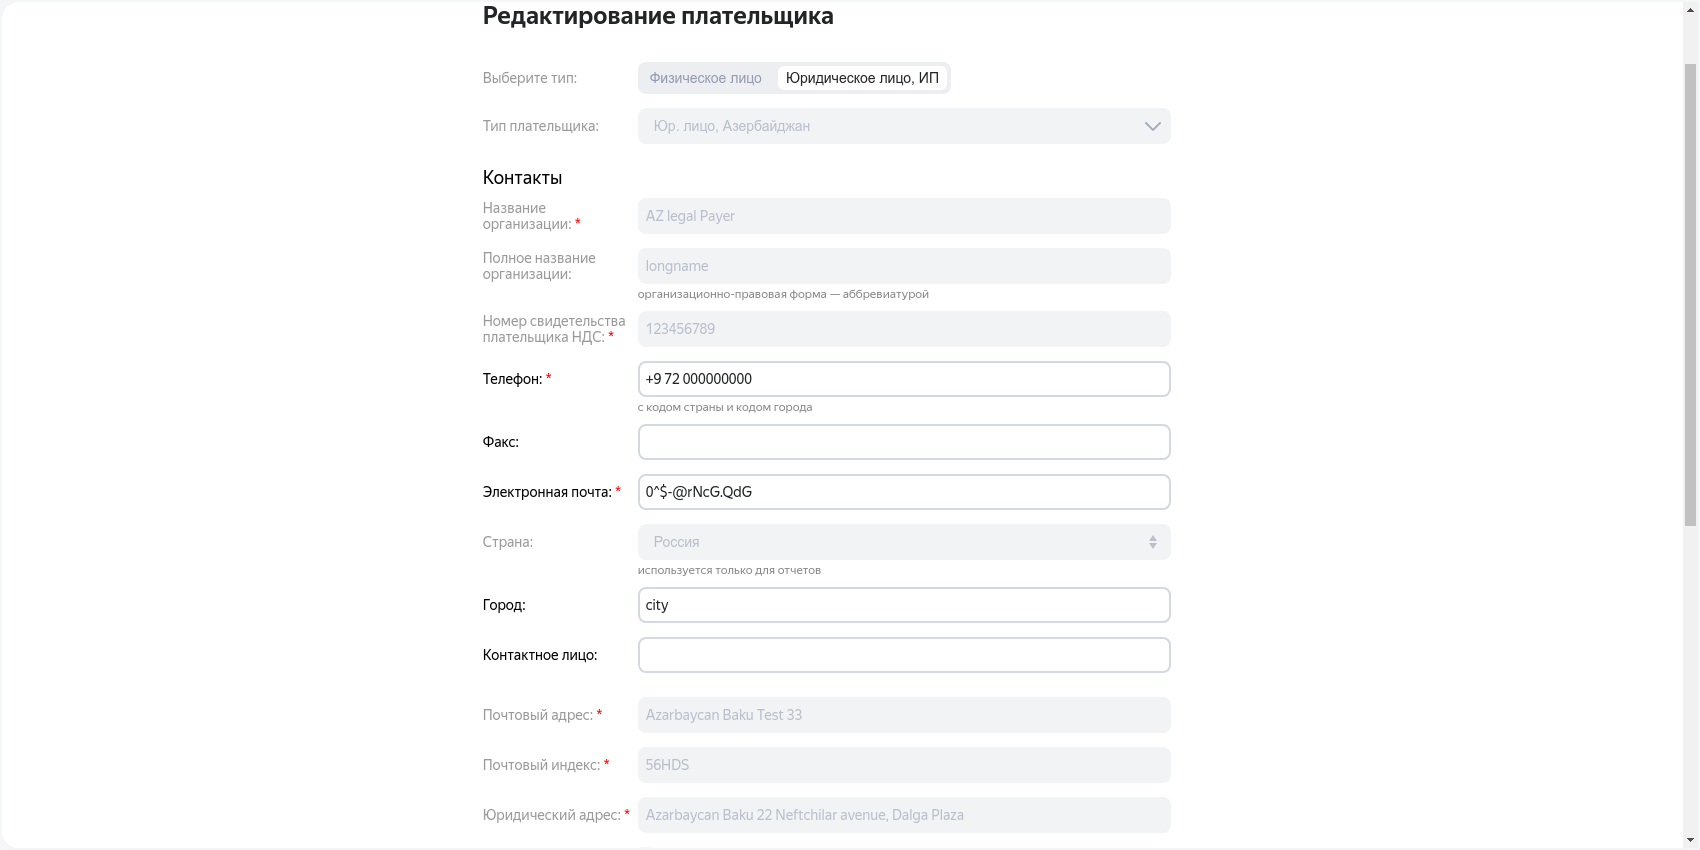 Редактирование плательщика
Выберите тип:
Физическое лицо
Юридическое лицо, ИП
Тип плательщика:
Юр. лицо, Азербайджан
Контакты
Название
организации: *
AZ legal Payer
Полное название
организации:
longname
организационно-правовая форма — аббревиатурой
Номер свидетельства
плательщика НДС: *
123456789
Телефон: *
+9 72 000000000
с кодом страны и кодом города
Факс:
Электронная почта: *
0^$-@rNcG.QdG
Страна:
Россия
используется только для отчетов
Город:
city
Контактное лицо:
Почтовый адрес: *
Azarbaycan Baku Test 33
Почтовый индекс: *
56HDS
Юридический адрес: *
Azarbaycan Baku 22 Neftchilar avenue, Dalga Plaza